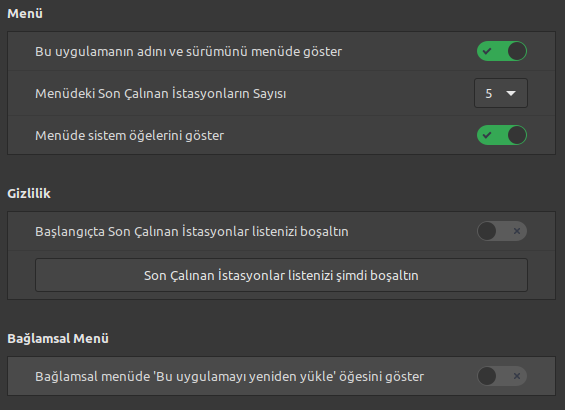 Menü
Bu uygulamanın adını ve sürümünü menüde göster
Menüdeki Son Çalınan İstasyonların Sayısı
5
Menüde sistem öğelerini göster
Gizlilik
Başlangıçta Son Çalınan İstasyonlar listenizi boşaltın
Son Çalınan İstasyonlar listenizi şimdi boşaltın
Bağlamsal Menü
Bağlamsal menüde 'Bu uygulamayı yeniden yükle' öğesini göster